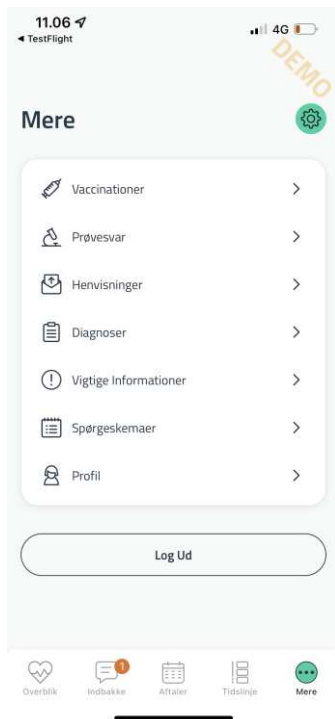 11.06
4G
◀ TestFlight
DEMO
Mere
Vaccinationer
Prøvesvar
Henvisninger
Diagnoser
Vigtige Informationer
Spørgeskemaer
Profil
Log Ud
1
Overblik
Indbakke
Aftaler
Tidslinje
Mere